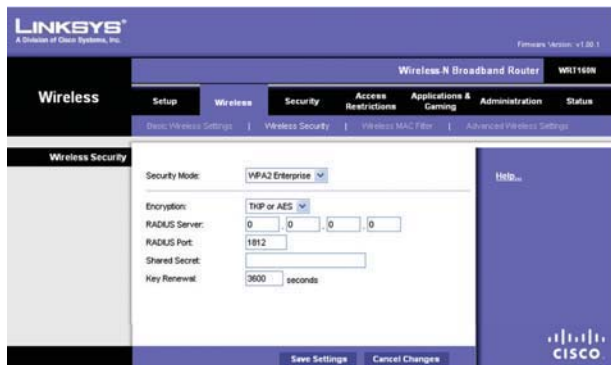 LINKSYS®
A Division of Cisco Systems, Inc.
Firmware Version: v1.00.1
Wireless-N Broadband Router WRT160N
Wireless
Setup Wireless Security Access Restrictions Applications & Gaming Administration Status
Basic Wireless Settings | Wireless Security | Wireless MAC Filter | Advanced Wireless Settings
Wireless Security
Security Mode: WPA2 Enterprise
Help...
Encryption: TKIP or AES
RADIUS Server: 0 . 0 . 0 . 0
RADIUS Port: 1812
Shared Secret:
Key Renewal: 3600 seconds
Save Settings Cancel Changes
CISCO.